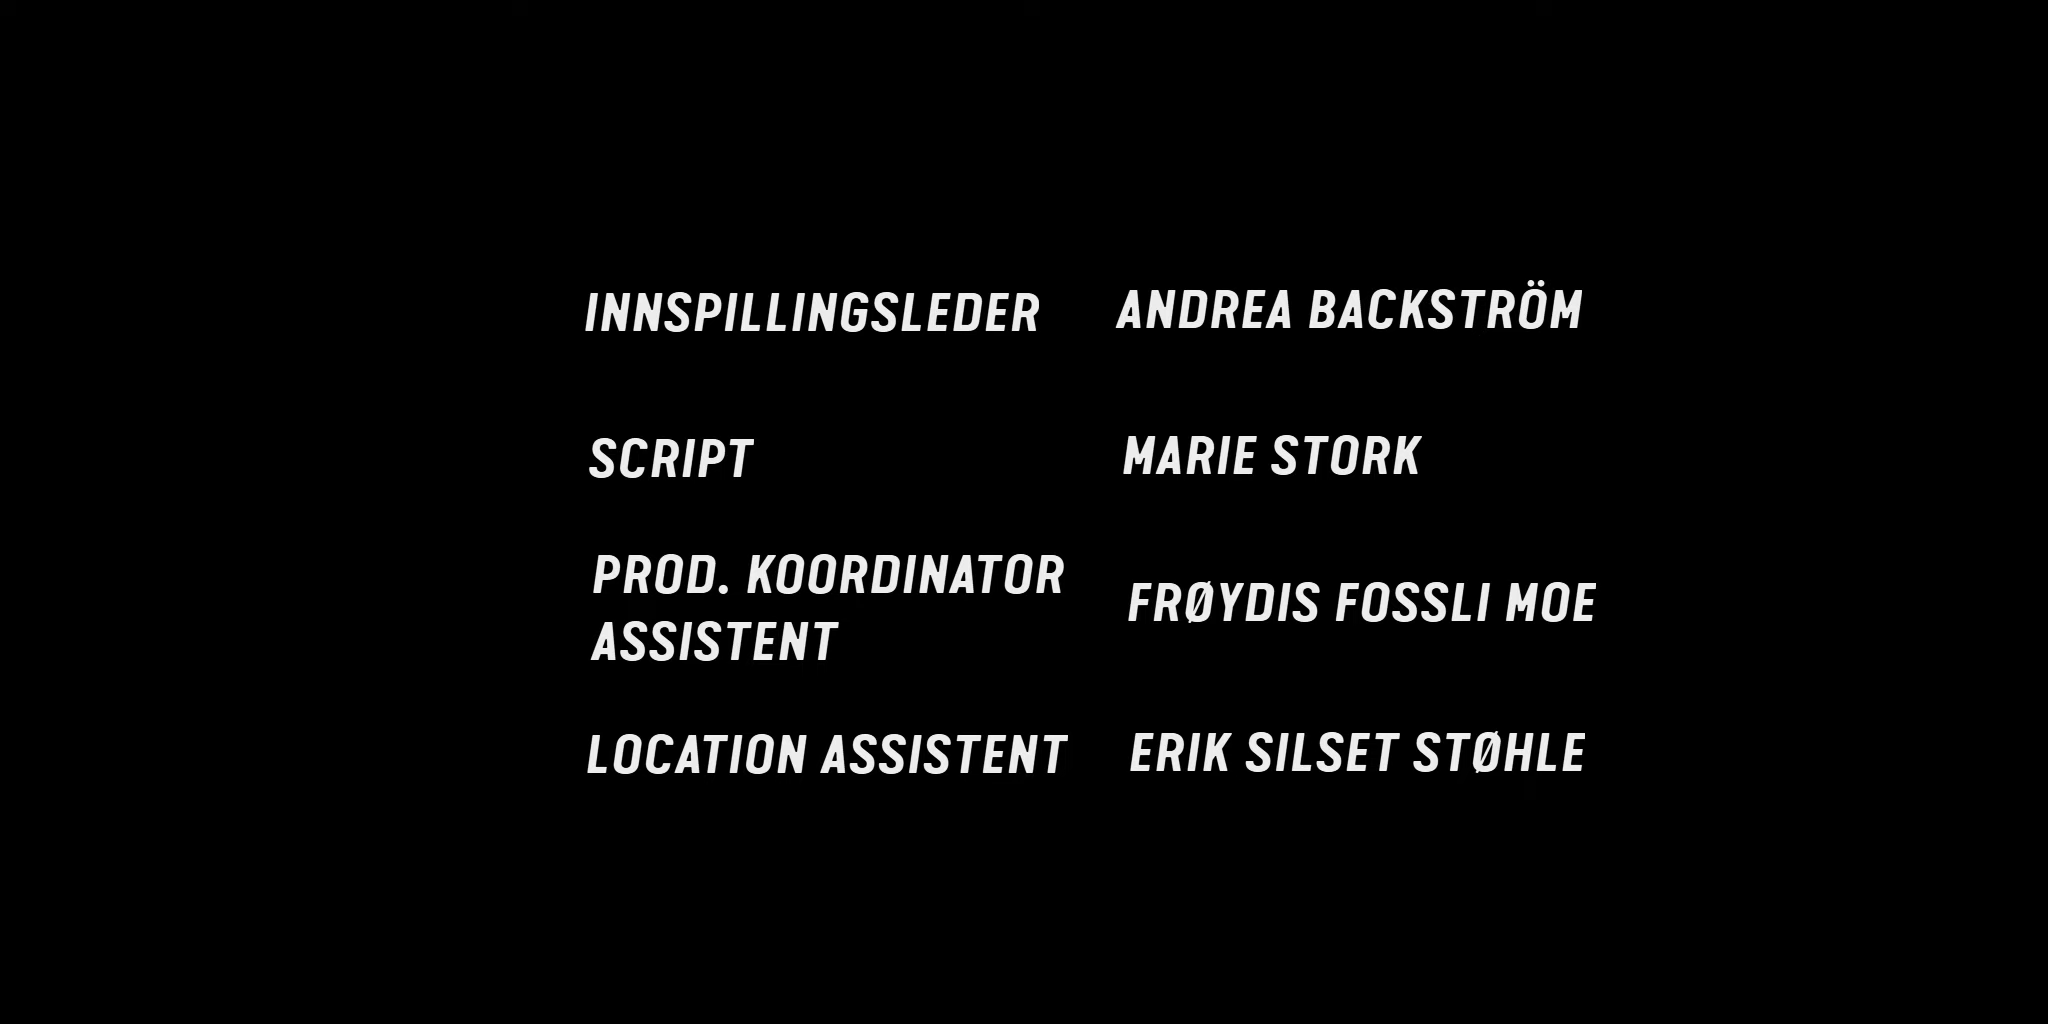 INNSPILLINGSLEDER ANDREA BACKSTRÖM
SCRIPT MARIE STORK
PROD. KOORDINATOR
ASSISTENT FRØYDIS FOSSLI MOE
LOCATION ASSISTENT ERIK SILSET STØHLE